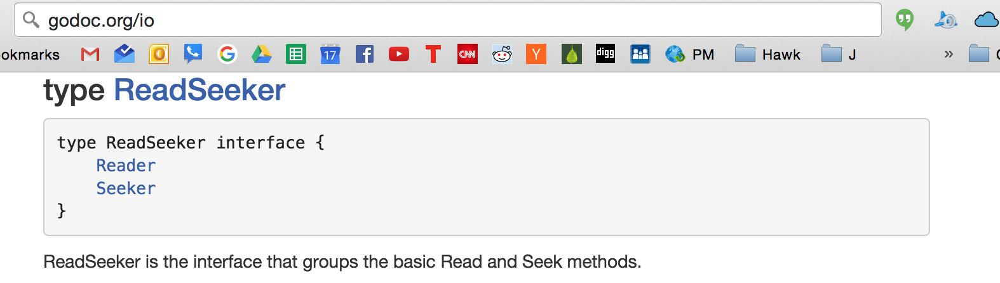 godoc.org/io
okmarks 17 CNN Y digg PM Hawk J »
type ReadSeeker
type ReadSeeker interface {
    Reader
    Seeker
}
ReadSeeker is the interface that groups the basic Read and Seek methods.